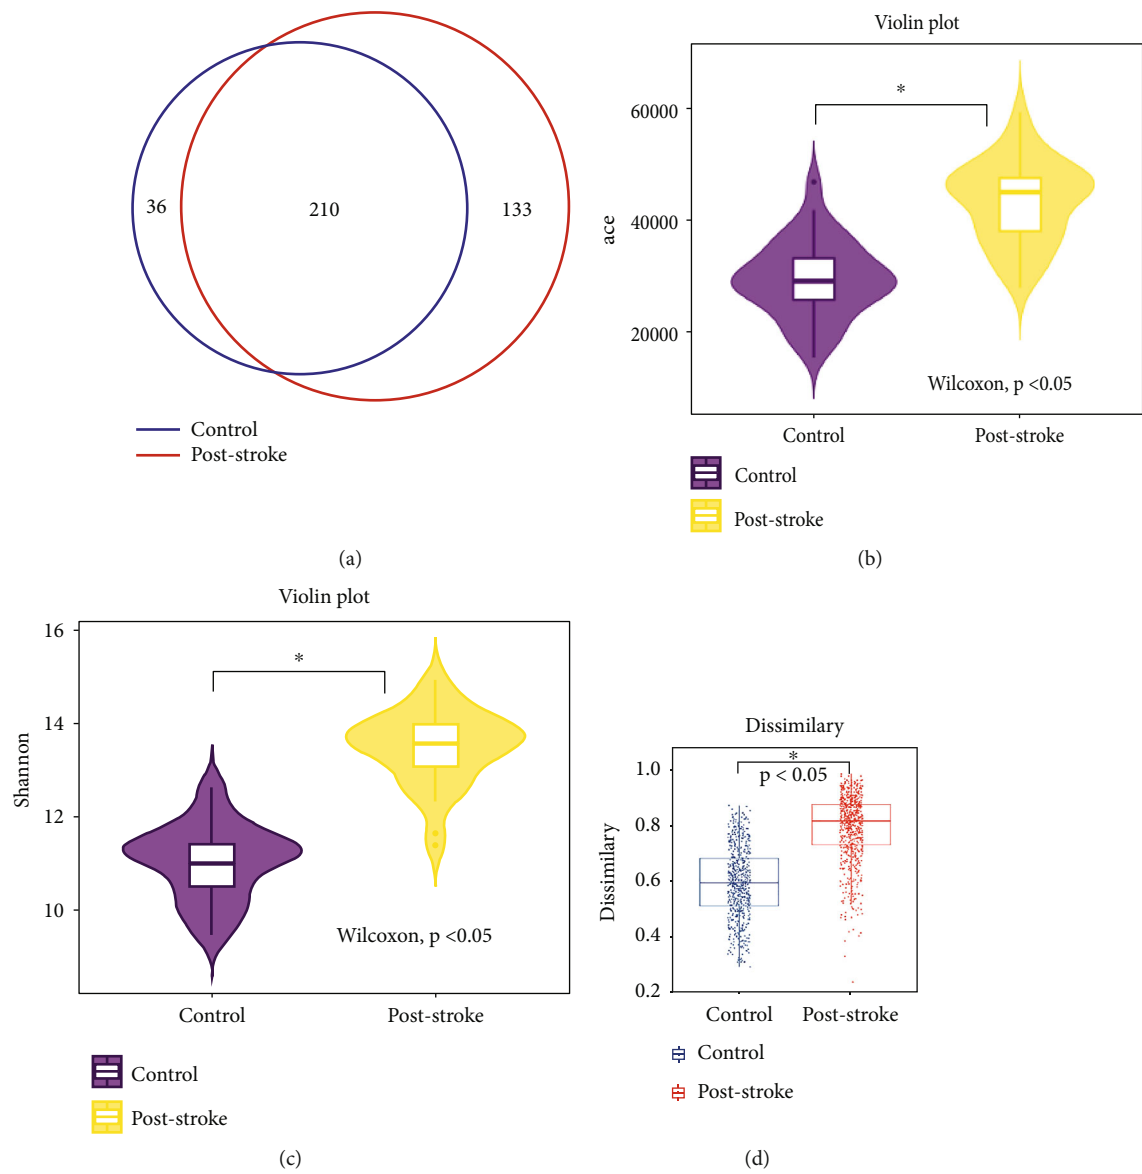 36
210
133
Control
Post-stroke
(a)
Violin plot
*
60000
40000
20000
ace
Wilcoxon, p <0.05
Control
Post-stroke
Control
Post-stroke
(b)
Violin plot
16
14
12
10
Shannon
*
Wilcoxon, p <0.05
Control
Post-stroke
Control
Post-stroke
(c)
Dissimilary
*
p < 0.05
1.0
0.8
0.6
0.4
0.2
Dissimilary
Control
Post-stroke
Control
Post-stroke
(d)